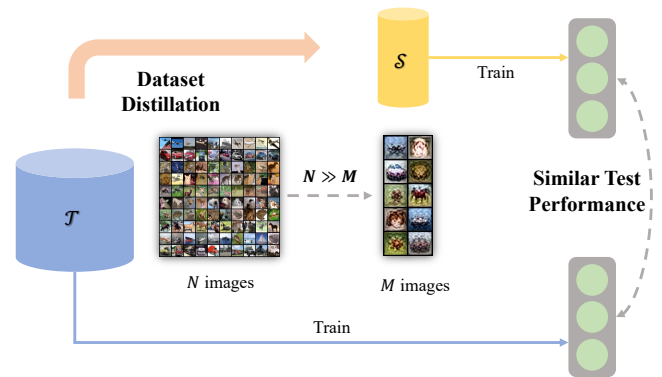 𝒮
Train
Dataset
Distillation
N ≫ M
𝒯
Similar Test
Performance
N images
M images
Train